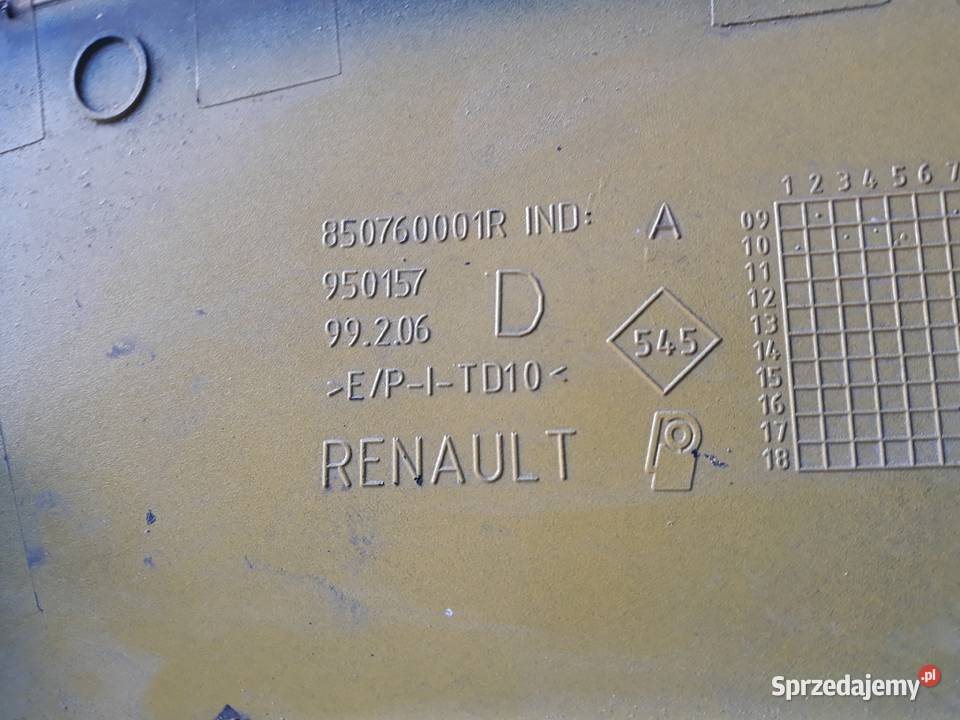 850760001R IND: A
950157 D
99.2.06
545
>E/P-I-TD10<
RENAULT
1 2 3 4 5 6 7
09
10
11
12
13
14
15
16
17
18
Sprzedajemy.pl